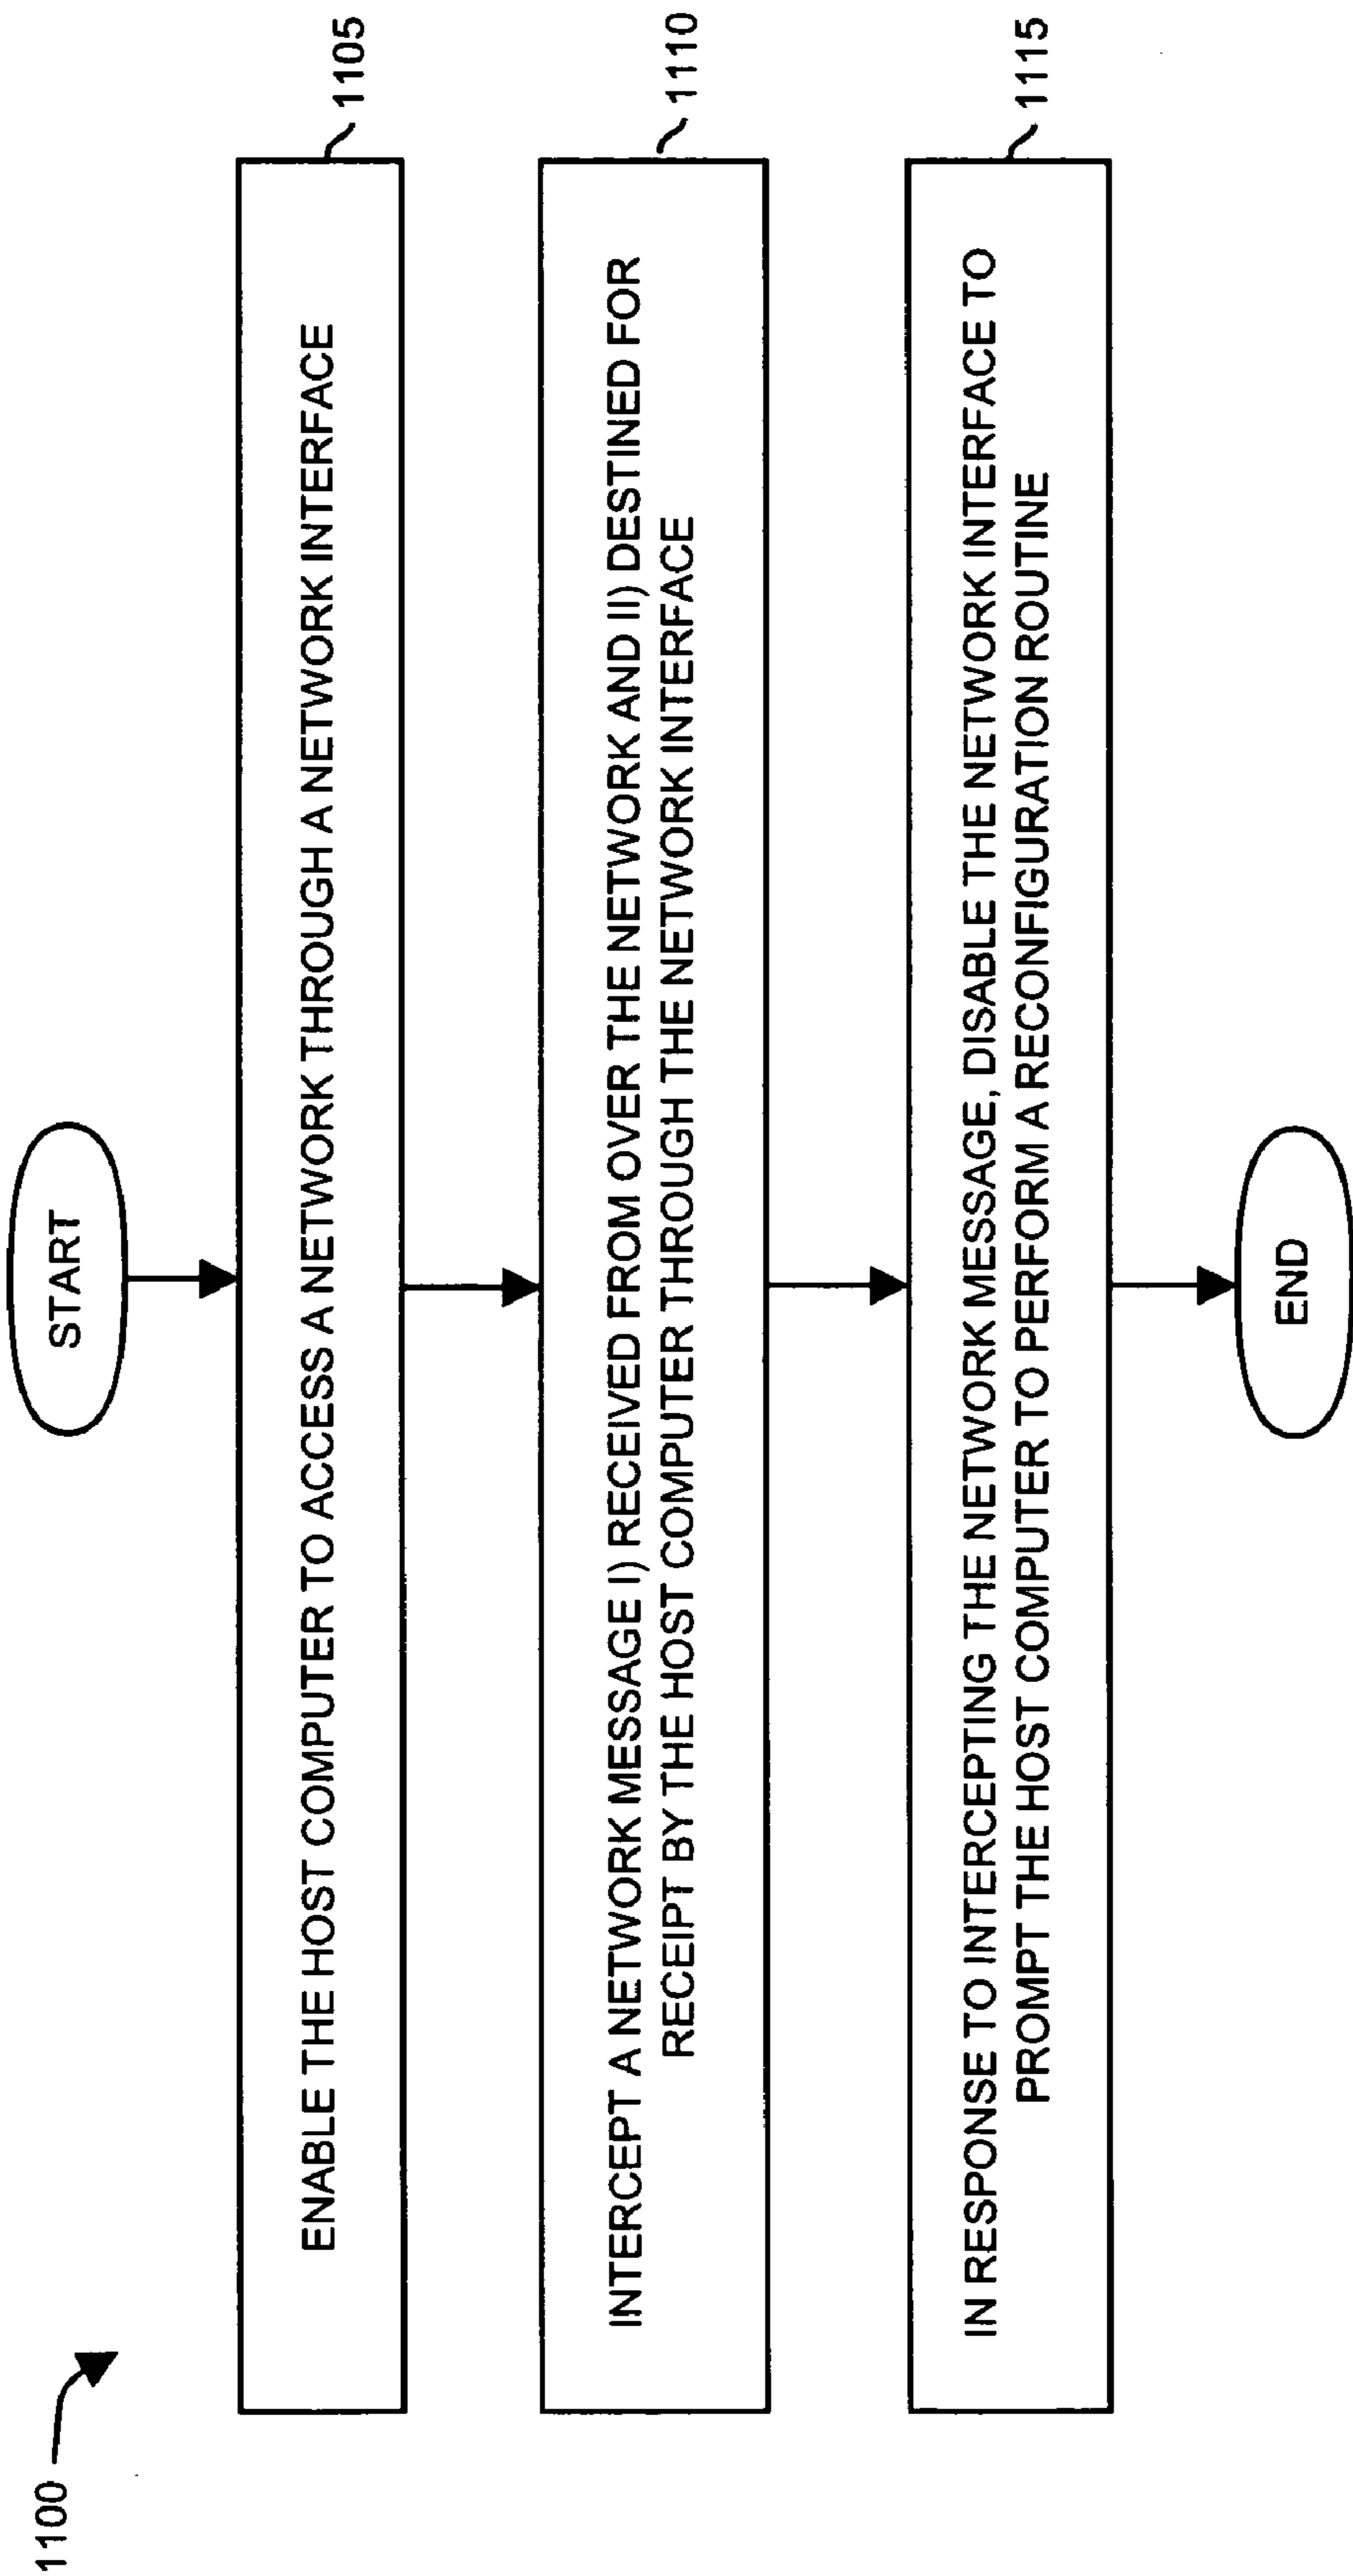 1100
START
ENABLE THE HOST COMPUTER TO ACCESS A NETWORK THROUGH A NETWORK INTERFACE
1105
INTERCEPT A NETWORK MESSAGE I) RECEIVED FROM OVER THE NETWORK AND II) DESTINED FOR
RECEIPT BY THE HOST COMPUTER THROUGH THE NETWORK INTERFACE
1110
IN RESPONSE TO INTERCEPTING THE NETWORK MESSAGE, DISABLE THE NETWORK INTERFACE TO
PROMPT THE HOST COMPUTER TO PERFORM A RECONFIGURATION ROUTINE
1115
END